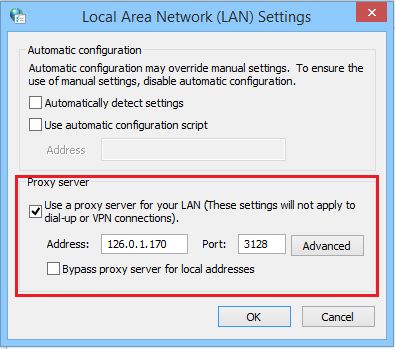 Local Area Network (LAN) Settings
Automatic configuration
Automatic configuration may override manual settings. To ensure the
use of manual settings, disable automatic configuration.
Automatically detect settings
Use automatic configuration script
Address
Proxy server
Use a proxy server for your LAN (These settings will not apply to
dial-up or VPN connections).
Address: 126.0.1.170 Port: 3128 Advanced
Bypass proxy server for local addresses
OK Cancel